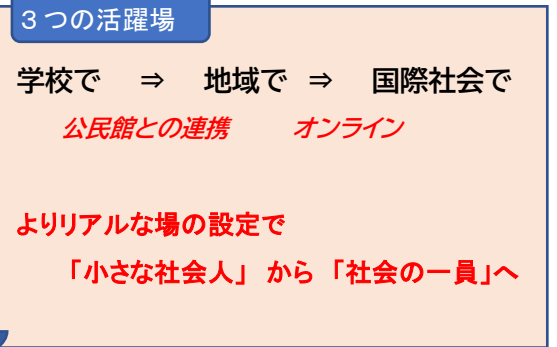 ３つの活躍場
学校で ⇒ 地域で ⇒ 国際社会で
公民館との連携 オンライン
よりリアルな場の設定で
「小さな社会人」 から 「社会の一員」へ